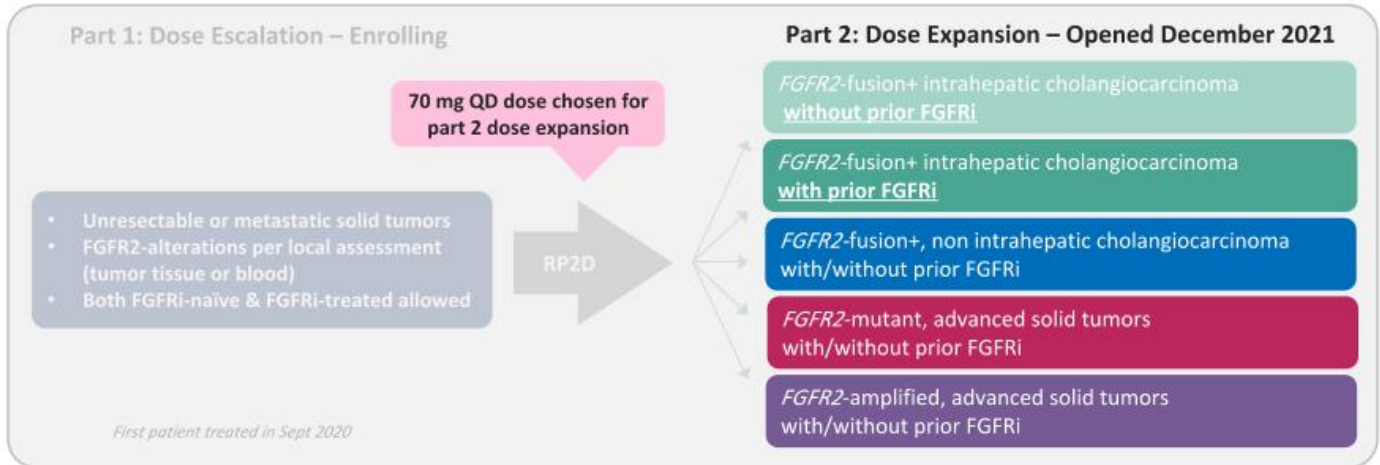 Part 1: Dose Escalation – Enrolling
70 mg QD dose chosen for
part 2 dose expansion
• Unresectable or metastatic solid tumors
• FGFR2-alterations per local assessment
(tumor tissue or blood)
• Both FGFRi-naïve & FGFRi-treated allowed
RP2D
First patient treated in Sept 2020
Part 2: Dose Expansion – Opened December 2021
FGFR2-fusion+ intrahepatic cholangiocarcinoma
without prior FGFRi
FGFR2-fusion+ intrahepatic cholangiocarcinoma
with prior FGFRi
FGFR2-fusion+, non intrahepatic cholangiocarcinoma
with/without prior FGFRi
FGFR2-mutant, advanced solid tumors
with/without prior FGFRi
FGFR2-amplified, advanced solid tumors
with/without prior FGFRi